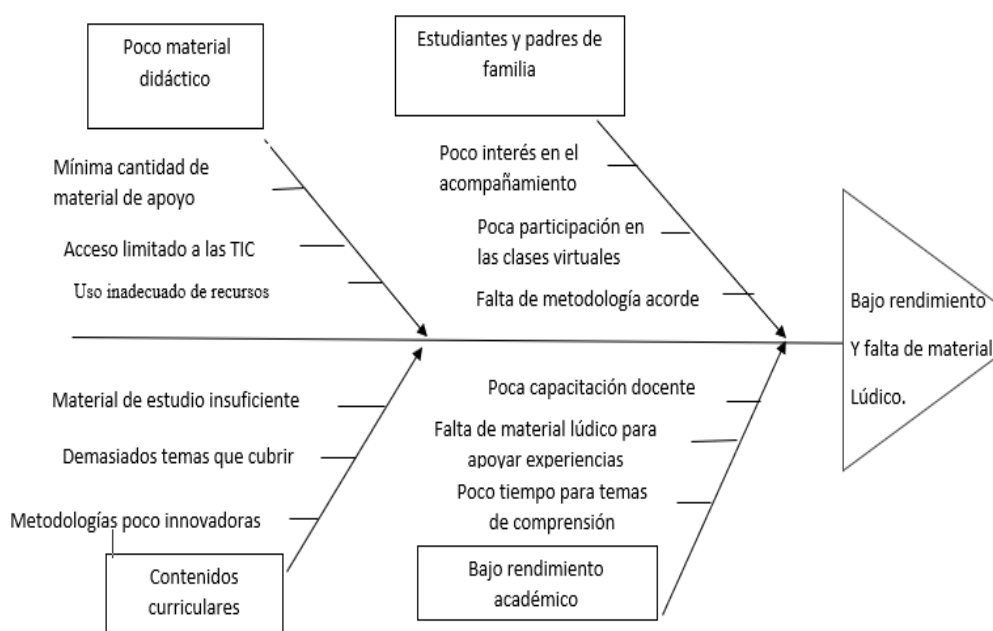 Poco material
didáctico
Estudiantes y padres de
familia
Mínima cantidad de
material de apoyo
Acceso limitado a las TIC
Uso inadecuado de recursos
Poco interés en el
acompañamiento
Poca participación en
las clases virtuales
Falta de metodología acorde
Bajo rendimiento
Y falta de material
Lúdico.
Material de estudio insuficiente
Demasiados temas que cubrir
Metodologías poco innovadoras
Contenidos
curriculares
Poca capacitación docente
Falta de material lúdico para
apoyar experiencias
Poco tiempo para temas
de comprensión
Bajo rendimiento
académico